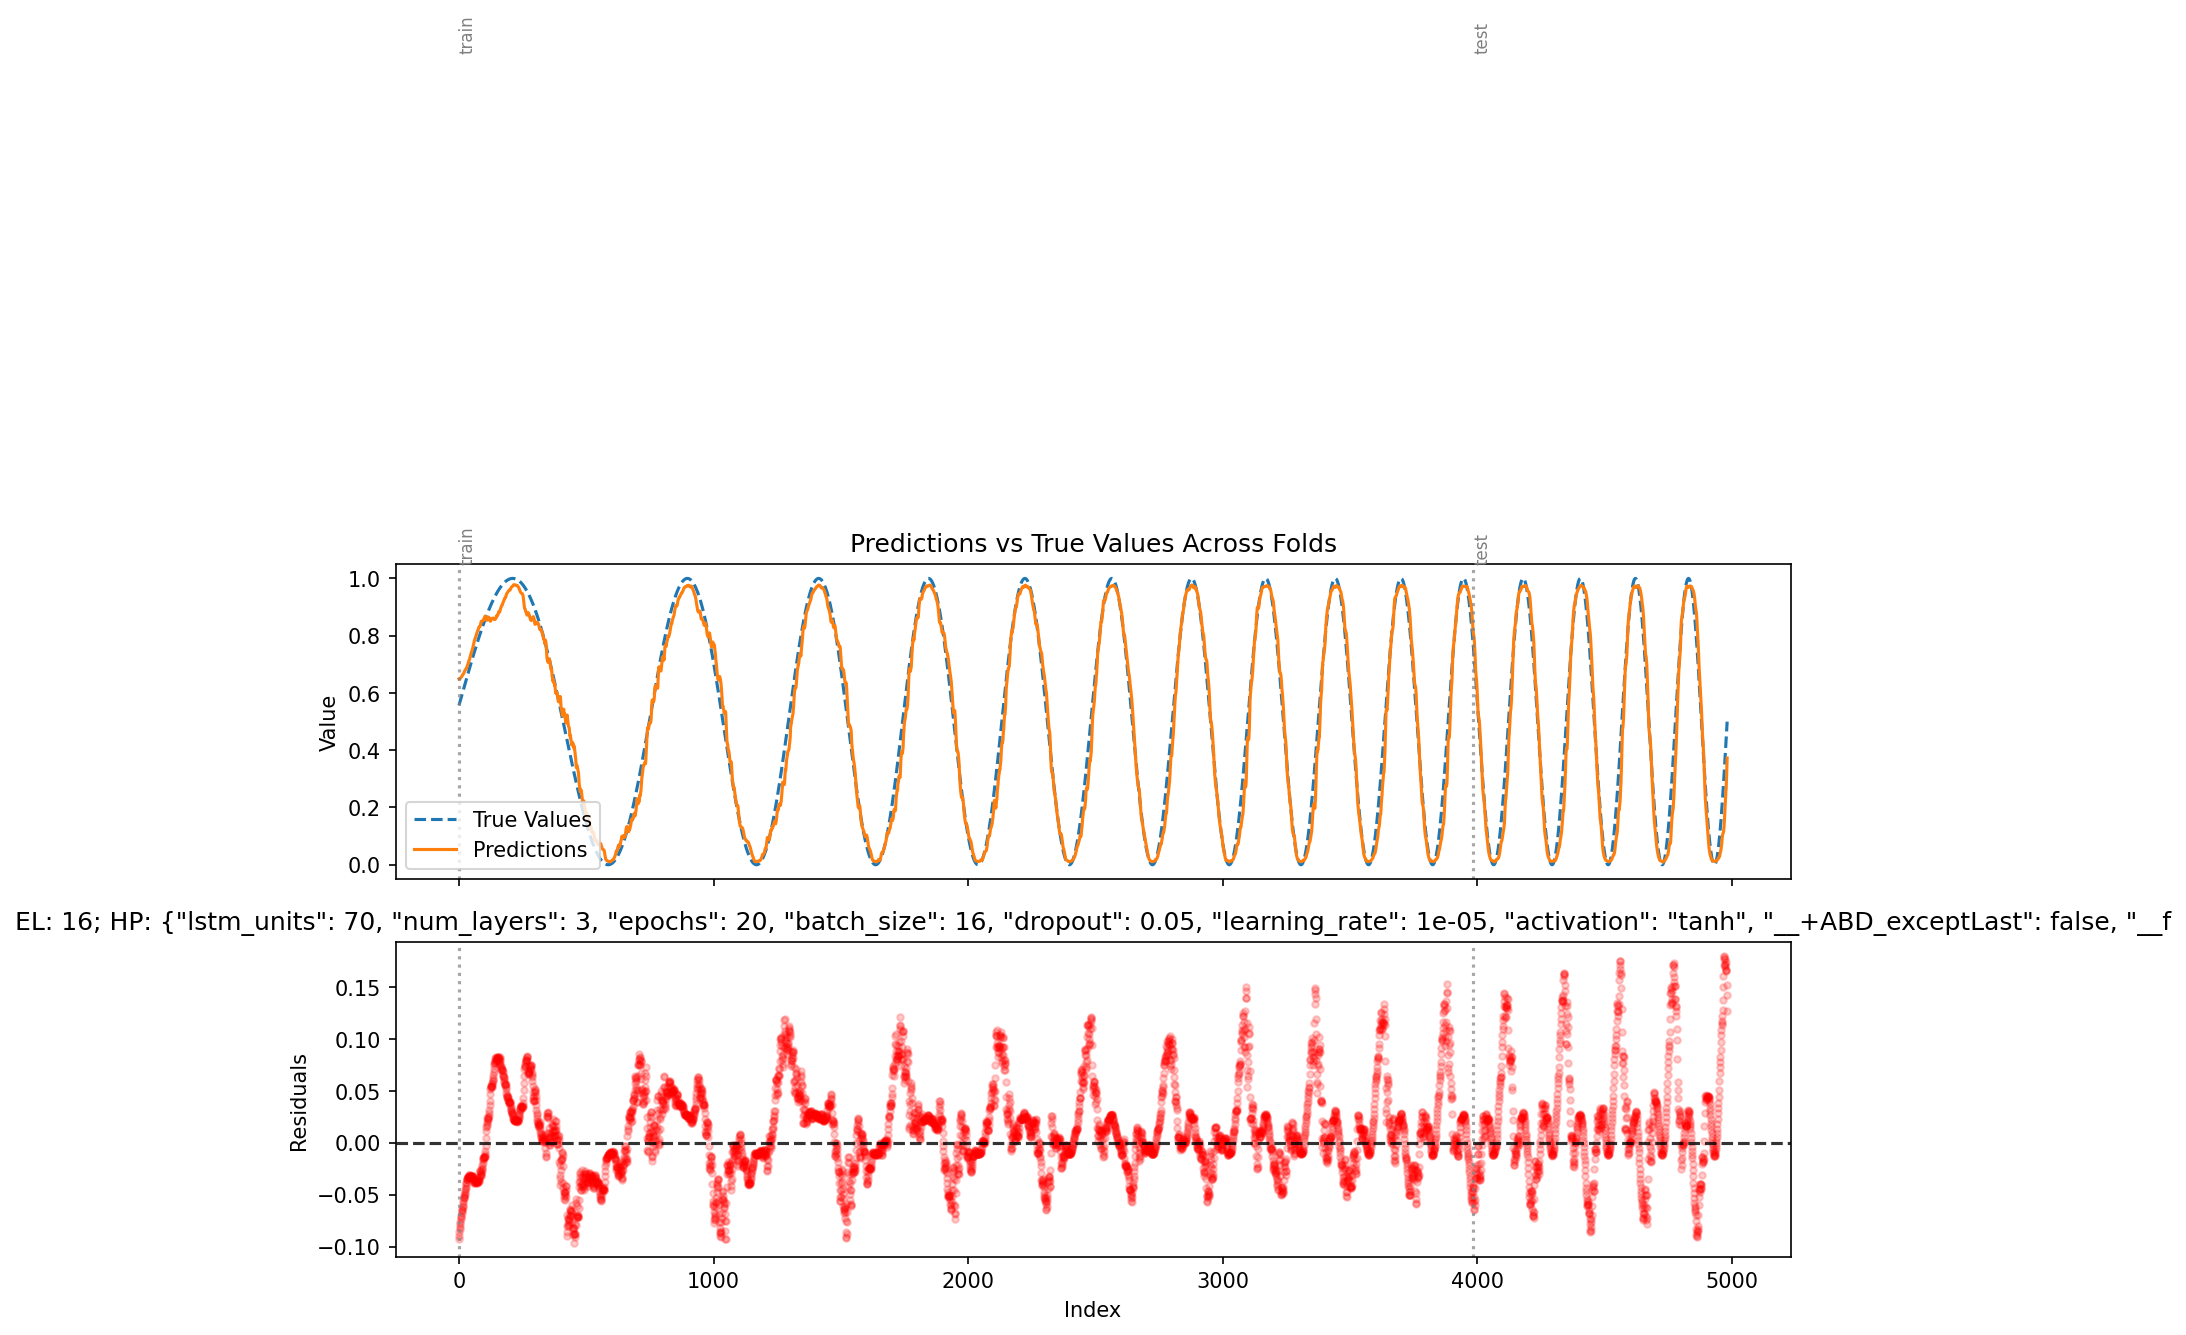 train
test
train
test
Predictions vs True Values Across Folds
1.0
0.8
0.6
0.4
0.2
0.0
Value
True Values
Predictions
EL: 16; HP: {"lstm_units": 70, "num_layers": 3, "epochs": 20, "batch_size": 16, "dropout": 0.05, "learning_rate": 1e-05, "activation": "tanh", "__+ABD_exceptLast": false, "__f
0.15
0.10
0.05
0.00
−0.05
−0.10
Residuals
0
1000
2000
3000
4000
5000
Index